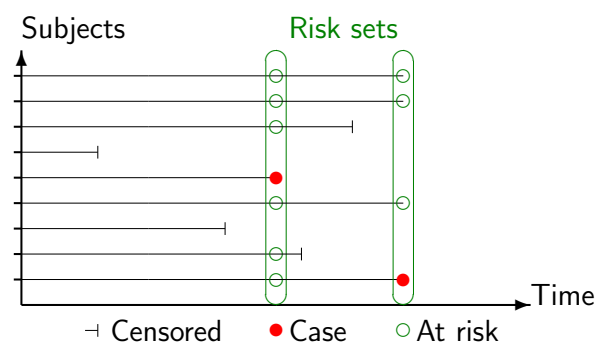 Subjects
Risk sets
Time
Censored
Case
At risk